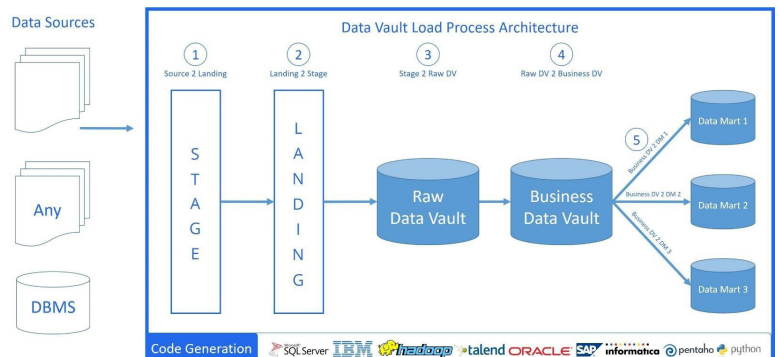 Data Sources
Data Vault Load Process Architecture
1
2
3
4
Source 2 Landing
Landing 2 Stage
Stage 2 Raw DV
Raw DV 2 Business DV
Any
DBMS
STAGE
LANDING
Raw
Data Vault
Business
Data Vault
5
Business DV 2 DM 1
Business DV 2 DM 2
Business DV 2 DM 3
Data Mart 1
Data Mart 2
Data Mart 3
Code Generation
Microsoft
SQL Server
IBM
hadoop
talend
ORACLE
SAP
informatica
pentaho
python